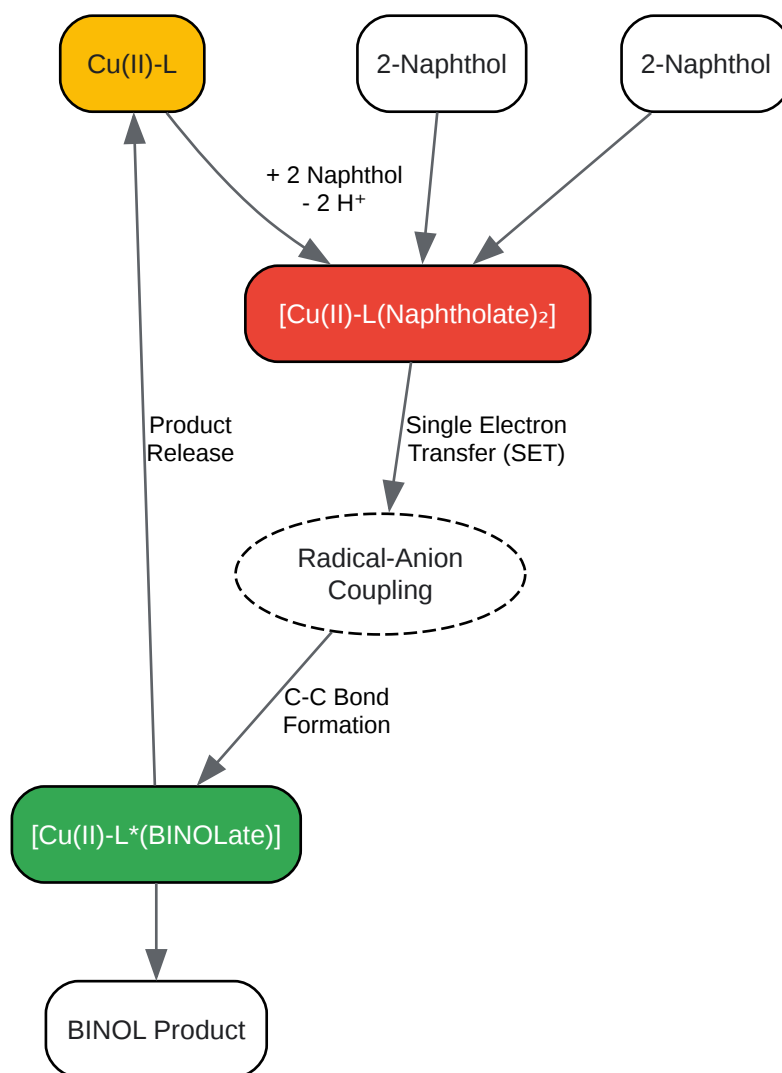 Cu(II)-L
2-Naphthol
2-Naphthol
+ 2 Naphthol
- 2 H⁺
[Cu(II)-L(Naphtholate)₂]
Product
Release
Single Electron
Transfer (SET)
Radical-Anion
Coupling
C-C Bond
Formation
[Cu(II)-L*(BINOLate)]
BINOL Product